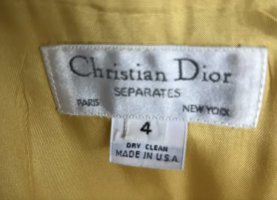 Christian Dior
SEPARATES
PARIS NEW YORK
4
DRY CLEAN
MADE IN U.S.A.